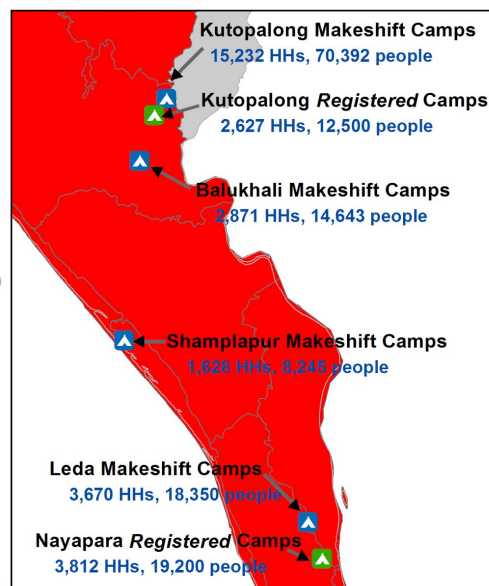 Kutopalong Makeshift Camps
15,232 HHs, 70,392 people
Kutopalong Registered Camps
2,627 HHs, 12,500 people
Balukhali Makeshift Camps
2,871 HHs, 14,643 people
Shamplapur Makeshift Camps
1,628 HHs, 8,245 people
Leda Makeshift Camps
3,670 HHs, 18,350 people
Nayapara Registered Camps
3,812 HHs, 19,200 people